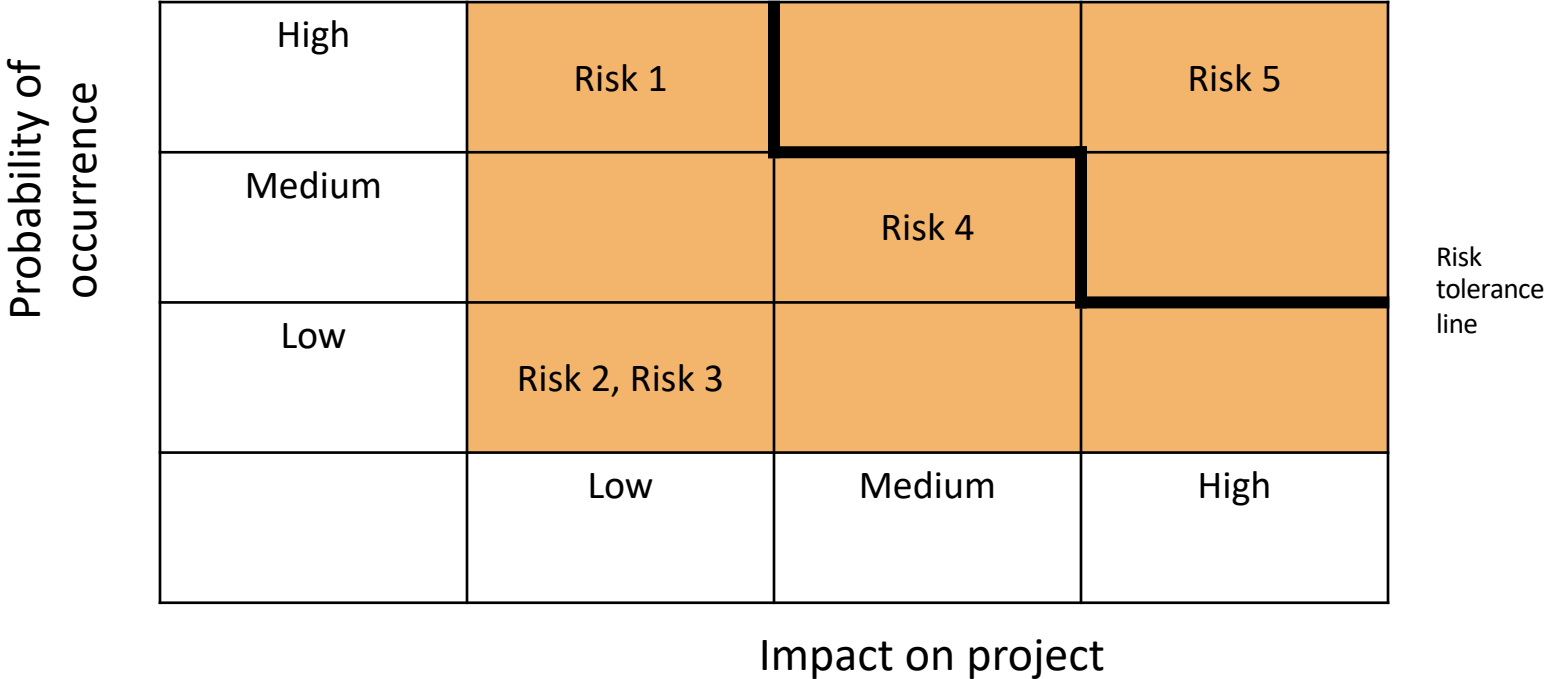 Probability of
occurrence
High
Risk 1
Risk 5
Medium
Risk 4
Low
Risk 2, Risk 3
Low
Medium
High
Risk
tolerance
line
Impact on project